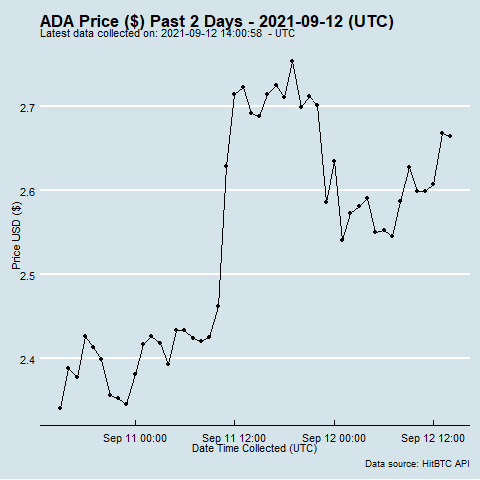 ADA Price ($) Past 2 Days - 2021-09-12 (UTC)
Latest data collected on: 2021-09-12 14:00:58  - UTC
2.7
2.6
2.5
2.4
Price USD ($)
Sep 11 00:00
Sep 11 12:00
Sep 12 00:00
Sep 12 12:00
Date Time Collected (UTC)
Data source: HitBTC API